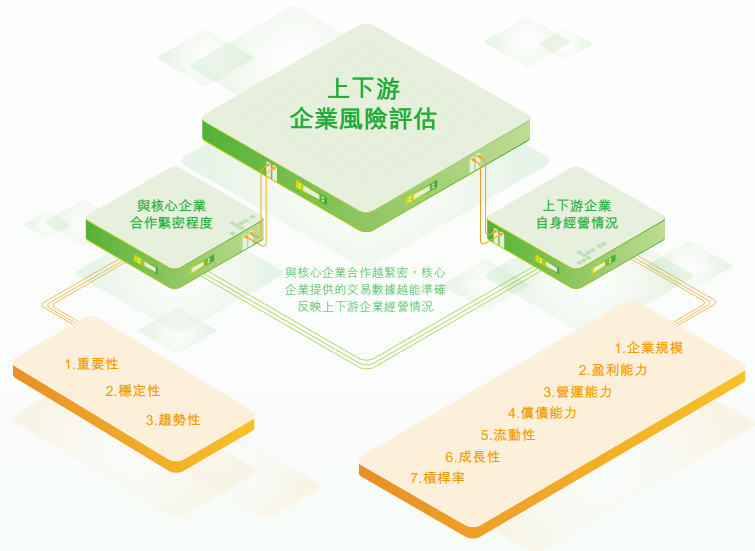 上下游
企業風險評估
與核心企業
合作緊密程度
上下游企業
自身經營情況
與核心企業合作越緊密，核心
企業提供的交易數據越能準確
反映上下游企業經營情況
1.重要性
2.穩定性
3.趨勢性
1.企業規模
2.盈利能力
3.營運能力
4.償債能力
5.流動性
6.成長性
7.槓桿率